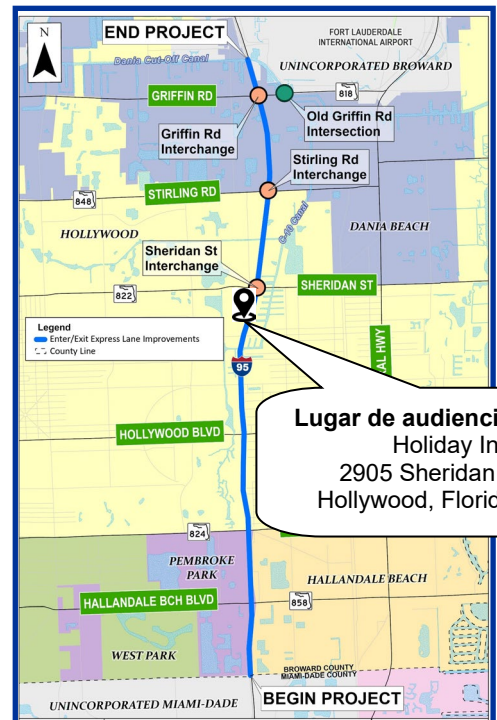 N
END PROJECT
FORT LAUDERDALE
INTERNATIONAL AIRPORT
Dania Cut-Off Canal
UNINCORPORATED BROWARD
GRIFFIN RD
818
Griffin Rd
Interchange
Old Griffin Rd
Intersection
Stirling Rd
Interchange
STIRLING RD
848
HOLLYWOOD
C-10 Canal
DANIA BEACH
Sheridan St
Interchange
822
SHERIDAN ST
Legend
Enter/Exit Express Lane Improvements
County Line
95
AL HWY
Lugar de audienci
Holiday In
2905 Sheridan
Hollywood, Florid
HOLLYWOOD BLVD
824
PEMBROKE
PARK
HALLANDALE BEACH
HALLANDALE BCH BLVD
858
WEST PARK
BROWARD COUNTY
MIAMI-DADE COUNTY
BEGIN PROJECT
UNINCORPORATED MIAMI-DADE